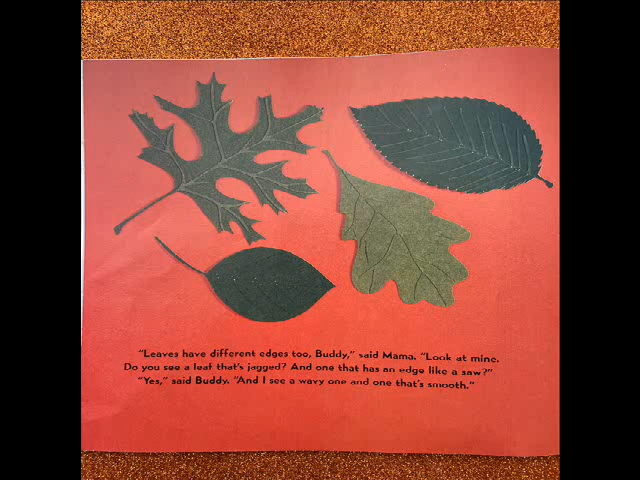 "Leaves have different edges too, Buddy," said Mama. "Look at mine.
Do you see a leaf that's jagged? And one that has an edge like a saw?"
"Yes," said Buddy. "And I see a wavy one and one that's smooth."